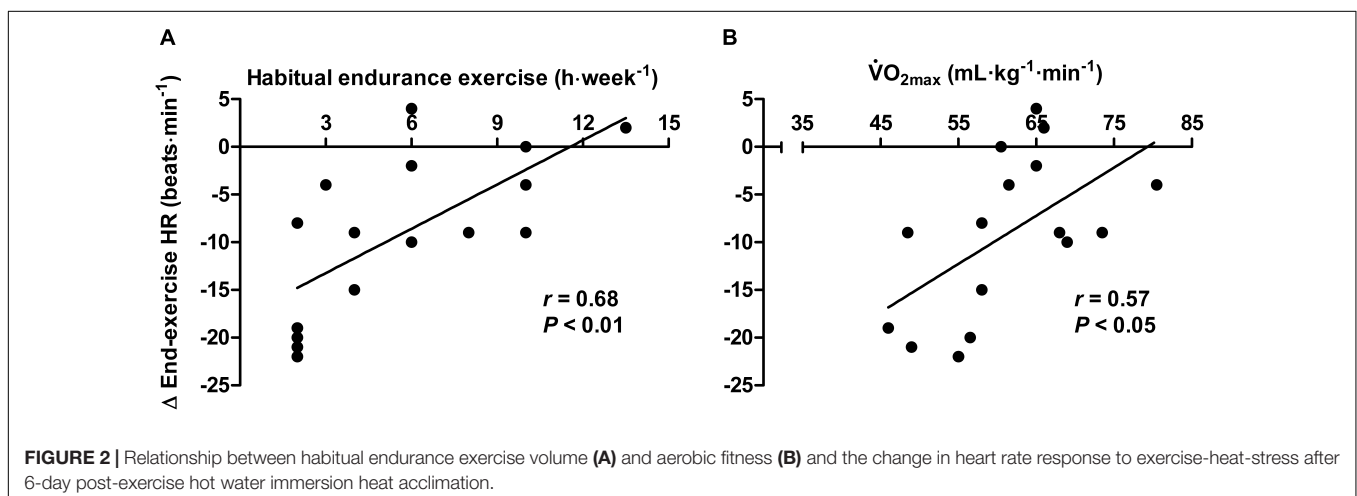 A
B
Habitual endurance exercise (h·week⁻¹)
V̇O₂max (mL·kg⁻¹·min⁻¹)
Δ End-exercise HR (beats·min⁻¹)
5
0
-5
-10
-15
-20
-25
3 6 9 12 15
r = 0.68
P < 0.01
5
0
-5
-10
-15
-20
-25
35 45 55 65 75 85
r = 0.57
P < 0.05
FIGURE 2 | Relationship between habitual endurance exercise volume (A) and aerobic fitness (B) and the change in heart rate response to exercise-heat-stress after
6-day post-exercise hot water immersion heat acclimation.